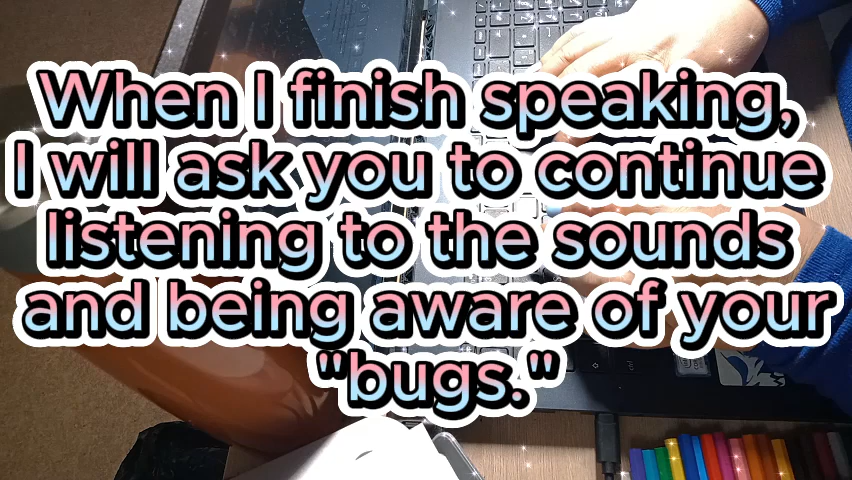 When I finish speaking,
I will ask you to continue
listening to the sounds
and being aware of your
"bugs."